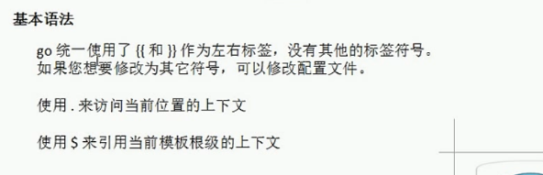 基本语法
go 统一使用了 {{ 和 }} 作为左右标签，没有其他的标签符号。
如果您想要修改为其它符号，可以修改配置文件。
使用 . 来访问当前位置的上下文
使用 $ 来引用当前模板根级的上下文